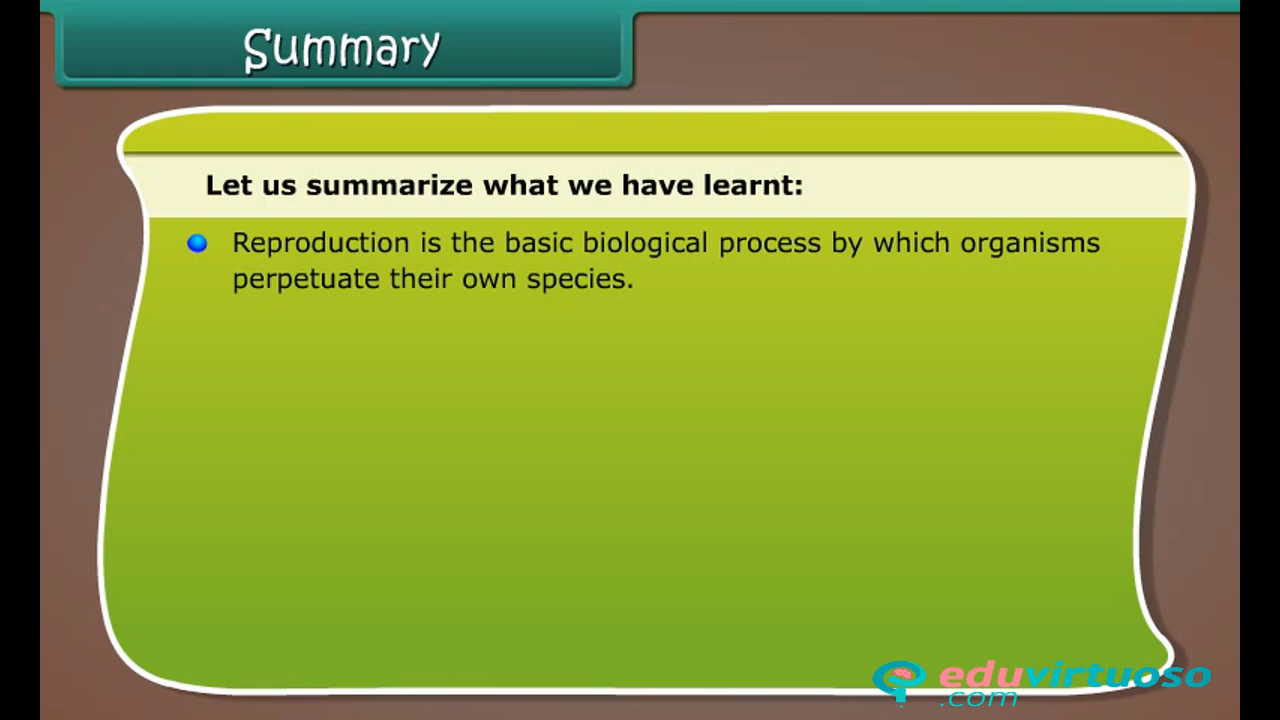 Summary
Let us summarize what we have learnt:
Reproduction is the basic biological process by which organisms
perpetuate their own species.
eduvirtuoso
.com